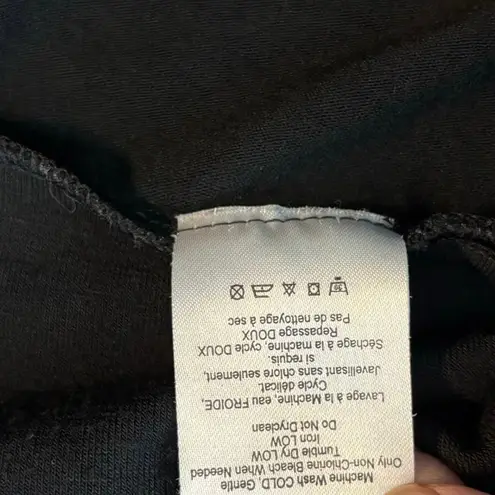 Machine Wash COLD, Gentle
Only Non-Chlorine Bleach When Needed
Tumble Dry LOW
Iron LOW
Do Not Dryclean
Lavage à la Machine, eau FROIDE,
Cycle délicat.
Javellisant sans chlore seulement,
si requis.
Séchage à la machine, cycle DOUX
Repassage DOUX
Pas de nettoyage à sec